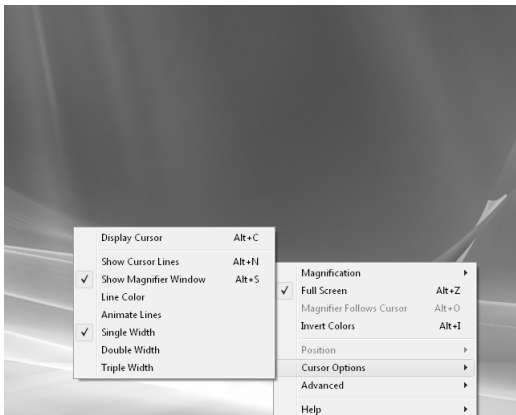 Display Cursor Alt+C
Show Cursor Lines Alt+N
Show Magnifier Window Alt+S
Line Color
Animate Lines
Single Width
Double Width
Triple Width
Magnification
Full Screen Alt+Z
Magnifier Follows Cursor Alt+O
Invert Colors Alt+I
Position
Cursor Options
Advanced
Help